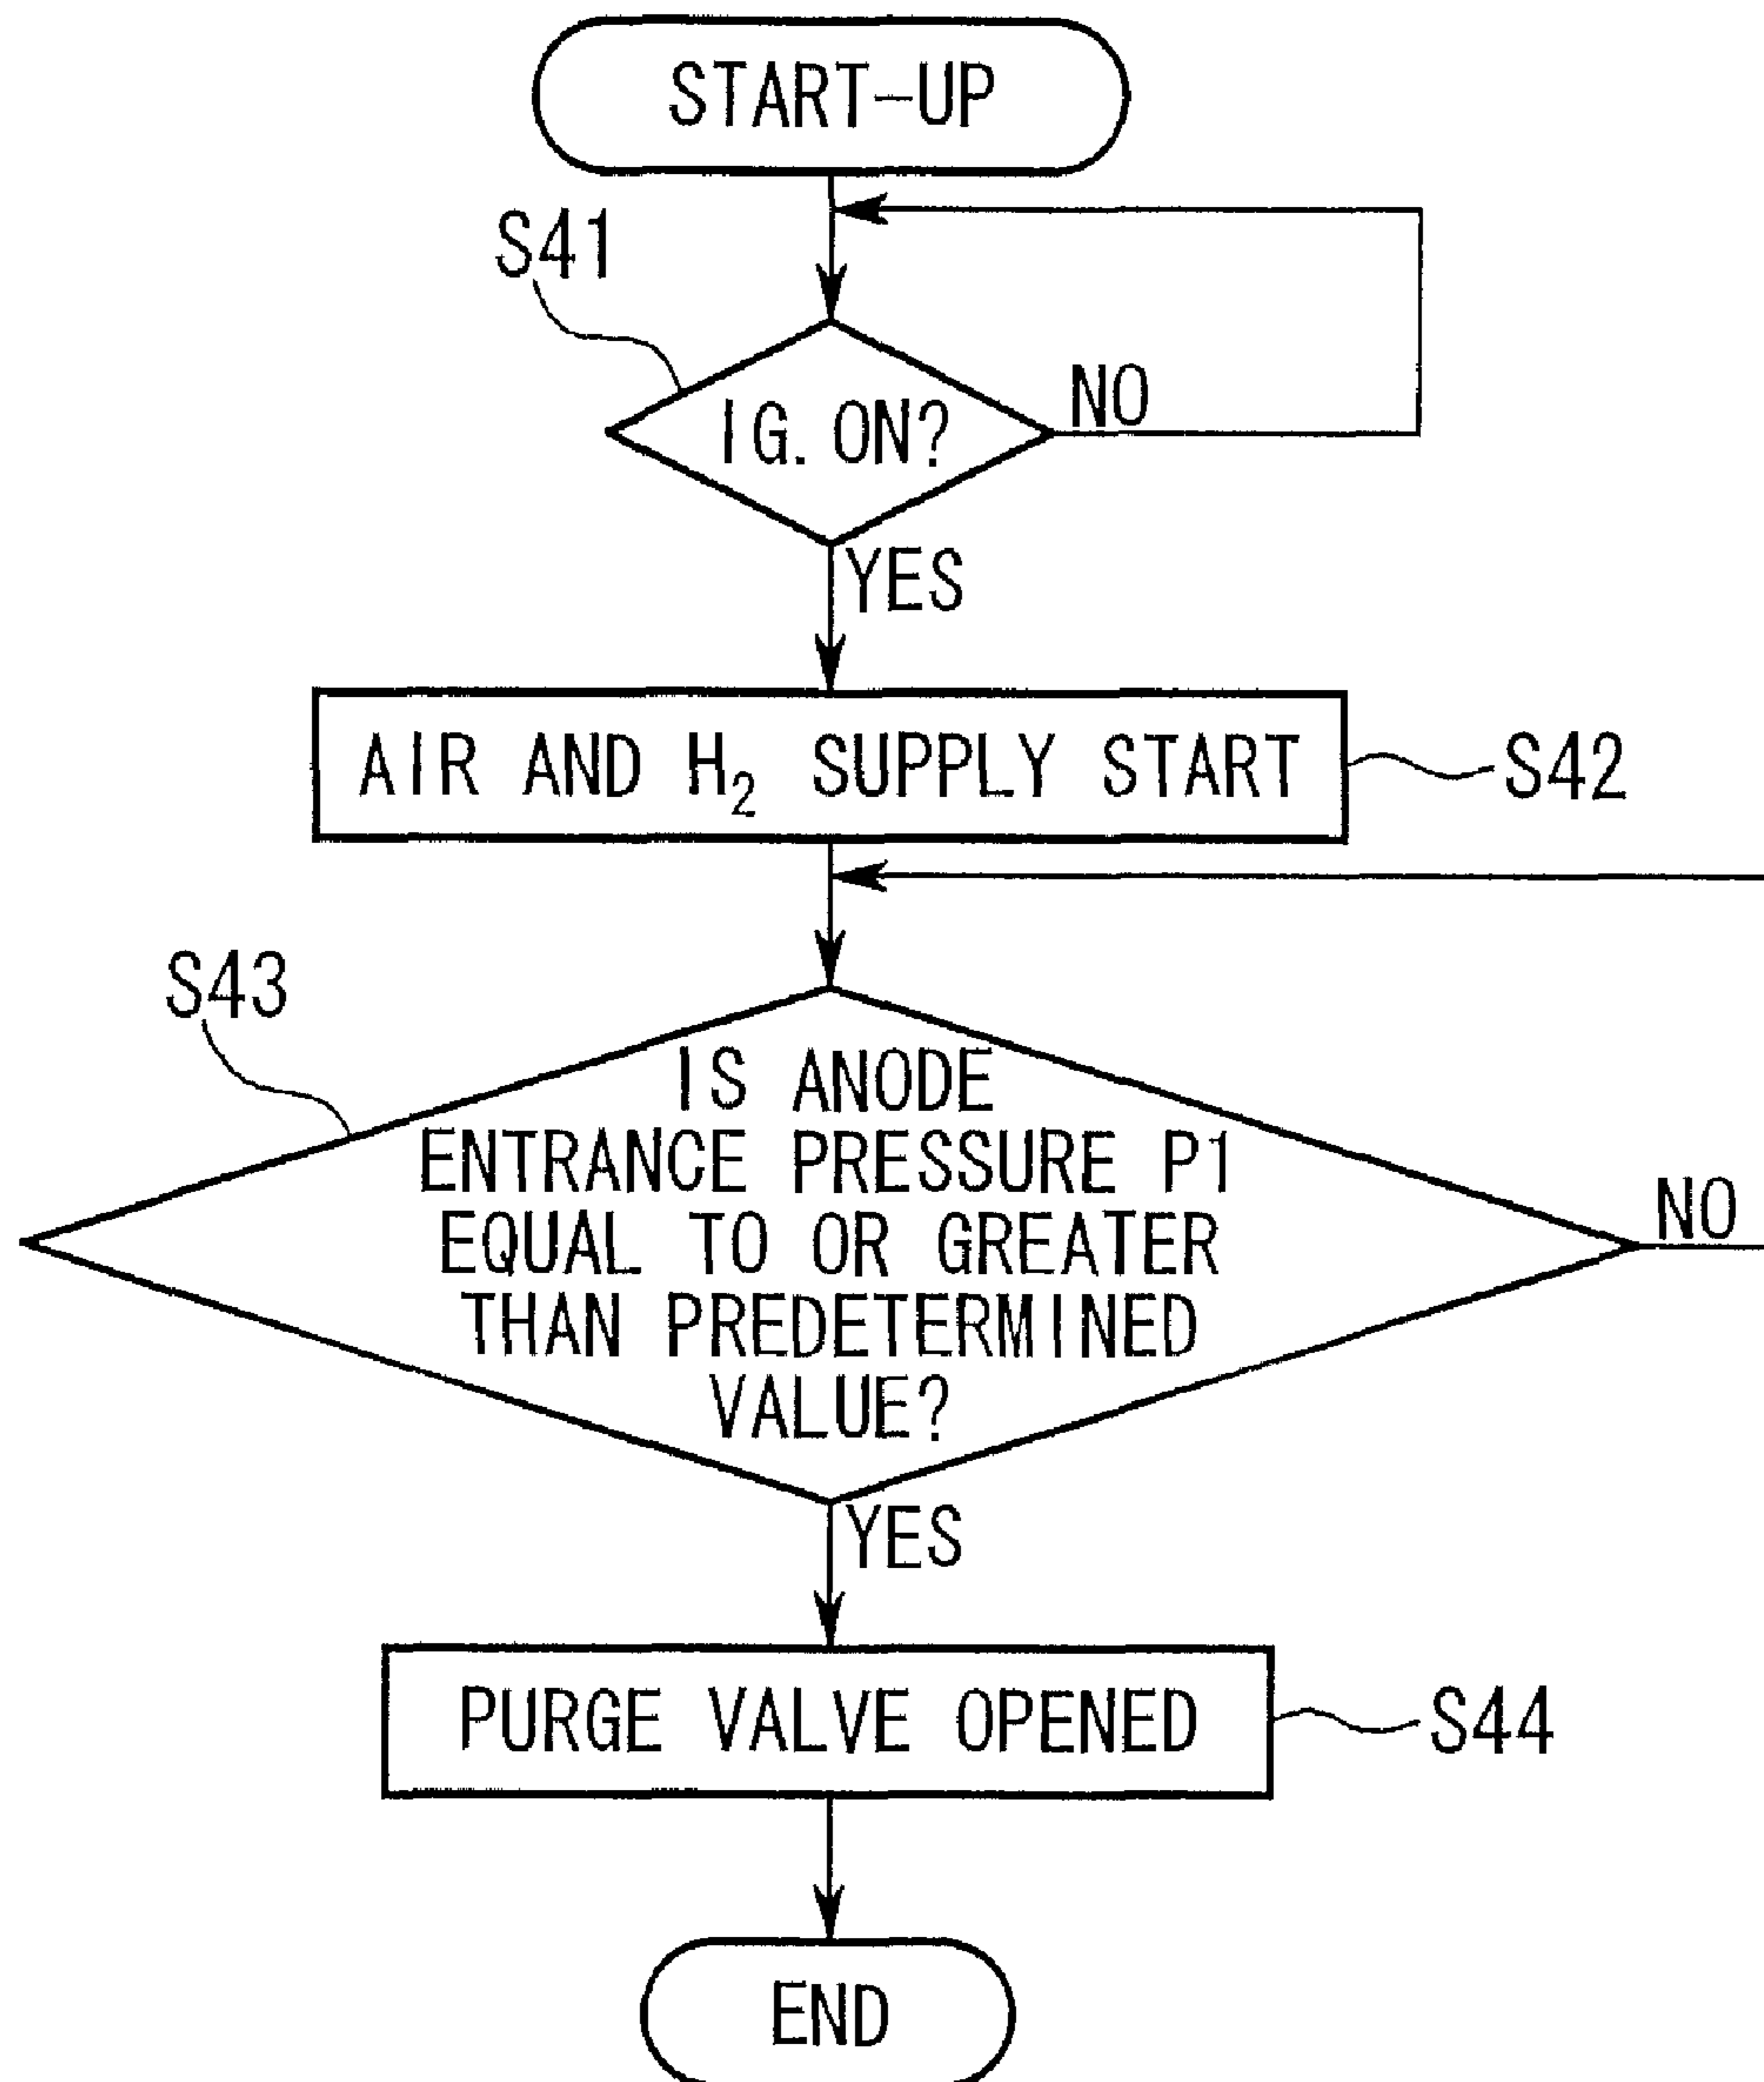 START-UP
S41
IG. ON?
NO
YES
AIR AND H₂ SUPPLY START
S42
S43
IS ANODE
ENTRANCE PRESSURE P1
EQUAL TO OR GREATER
THAN PREDETERMINED
VALUE?
NO
YES
PURGE VALVE OPENED
S44
END